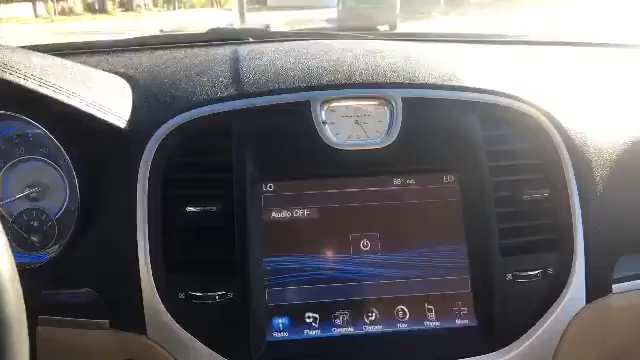 LO
LO
Audio OFF
Radio
Player
Controls
Climate
Nav
Phone
More